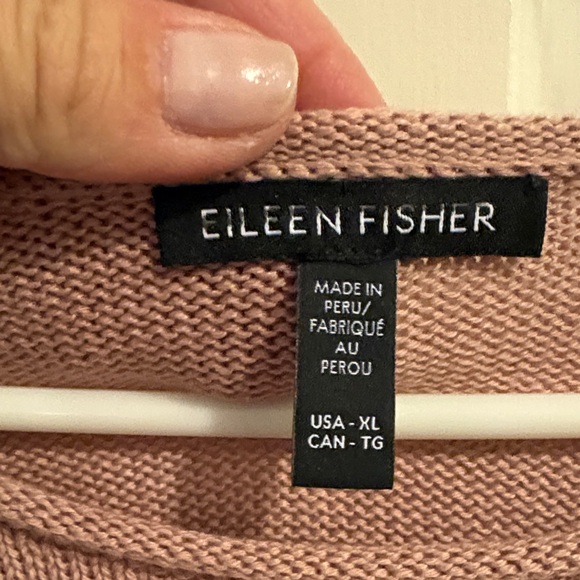 EILEEN FISHER
MADE IN
PERU/
FABRIQUÉ
AU
PEROU
USA - XL
CAN - TG